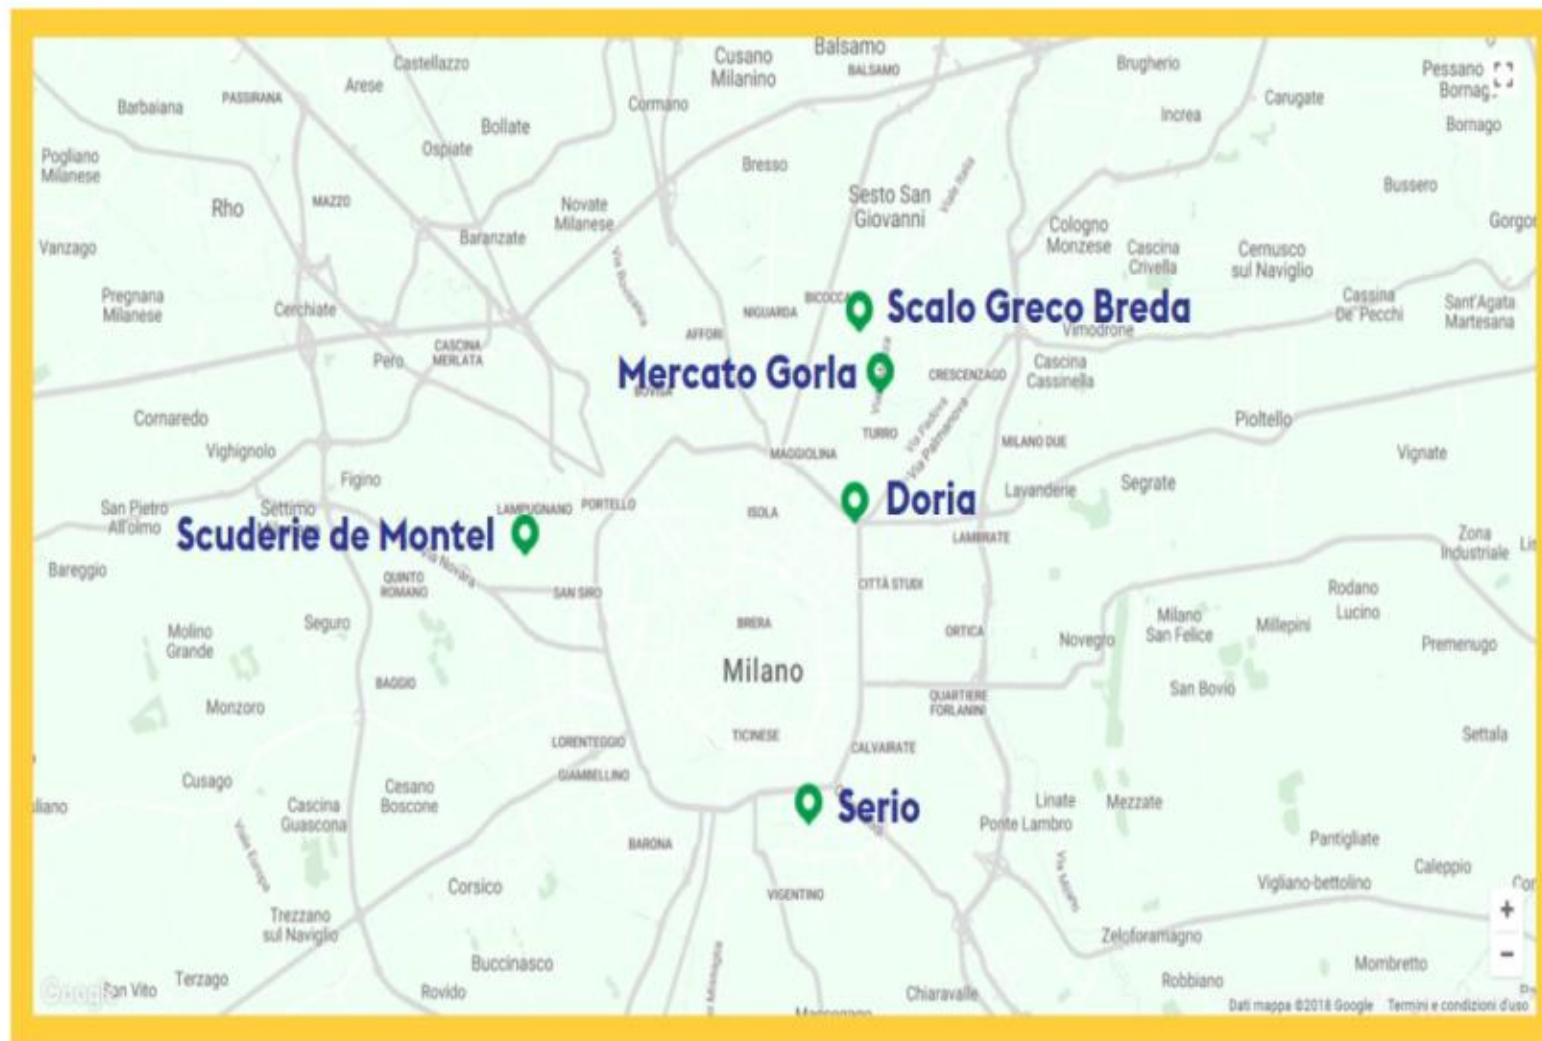 Balsamo
Cusano
Milanino
BALSAMO
Brugherio
Pessano
Castellazzo
Arese
PASSIRANA
Barbaiana
Cormano
Increa
Carugate
Bornago
Bollate
Ospiate
Bresso
Pogliano
Milanese
Sesto San
Giovanni
Viale Italia
Bussero
Rho
MAZZO
Novate
Milanese
Baranzate
Cologno
Monzese
Cascina
Crivella
Cernusco
sul Naviglio
Vanzago
Pregnana
Milanese
Cerchiate
NIGUARDA
Scalo Greco Breda
Cassina
De' Pecchi
Sant'Agata
Martesana
AFFORI
Vimodrone
Pero
CASCINA
MERLATA
Mercato Gorla
CRESCENZAGO
Cascina
Cassinella
BOVISA
Cornaredo
Vighignolo
TURRO
Via Padova
Via Palmanova
MILANO DUE
Pioltello
MAGGIOLINA
Vignate
Figino
San Pietro
All'olmo
Settimo
LAMPUGNANO
PORTELLO
ISOLA
Doria
Lavanderie
Segrate
Scuderie de Montel
Via Novara
LAMBRATE
Zona
Industriale
Bareggio
QUINTO
ROMANO
SAN SIRO
CITTÀ STUDI
Rodano
Lucino
Molino
Grande
Seguro
BRERA
ORTICA
Novegro
Milano
San Felice
Millepini
Premenugo
Milano
BAGGIO
Monzoro
QUARTIERE
FORLANINI
San Bovio
TICINESE
CALVAIRATE
LORENTEGGIO
GIAMBELLINO
Settala
Cusago
Cesano
Boscone
Cascina
Guascona
Serio
Linate
Mezzate
Ponte Lambro
Viale Europa
BARONA
Pantigliate
Caleppio
Corsico
VIGENTINO
Vigliano-bettolino
Trezzano
sul Naviglio
Zeloforamagno
Buccinasco
Mombretto
Terzago
San Vito
Rovido
Chiaravalle
Robbiano
Google
Dati mappa ©2018 Google
Termini e condizioni d'uso